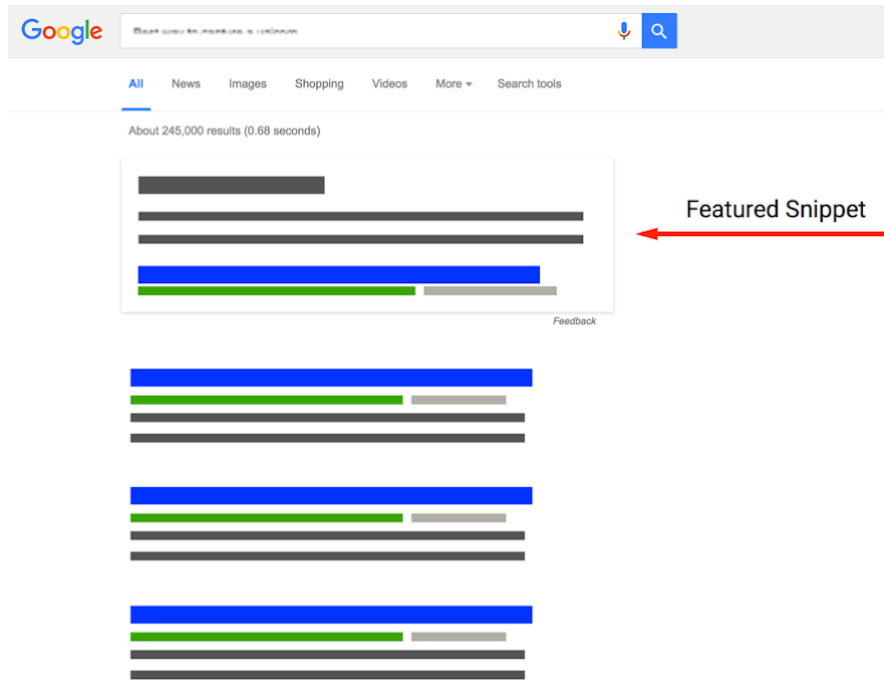 Google
All News Images Shopping Videos More Search tools
About 245,000 results (0.68 seconds)
Featured Snippet
Feedback